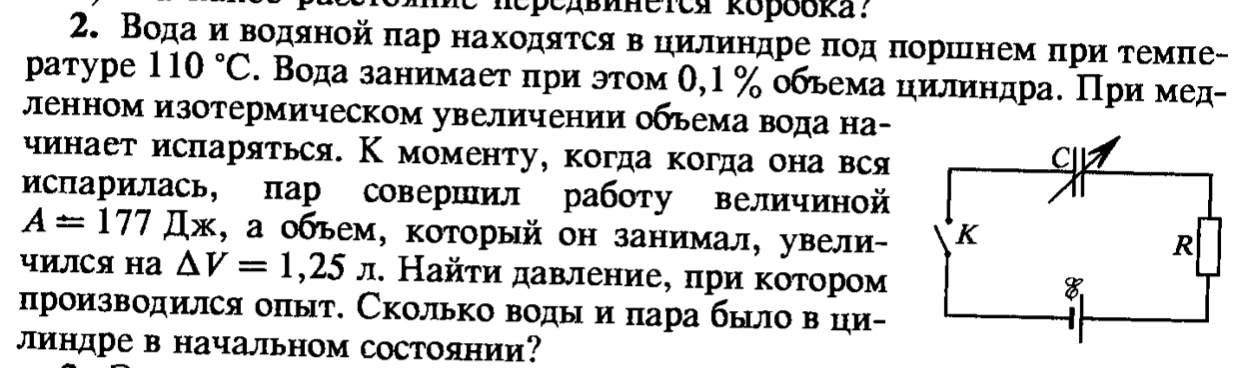 расстояние передвинется коробка?
2. Вода и водяной пар находятся в цилиндре под поршнем при темпе-
ратуре 110 °C. Вода занимает при этом 0,1 % объема цилиндра. При мед-
ленном изотермическом увеличении объема вода на-
чинает испаряться. К моменту, когда когда она вся
испарилась, пар совершил работу величиной
A = 177 Дж, а объем, который он занимал, увели-
чился на ΔV = 1,25 л. Найти давление, при котором
производился опыт. Сколько воды и пара было в ци-
линдре в начальном состоянии?
C
K
R
ℰ